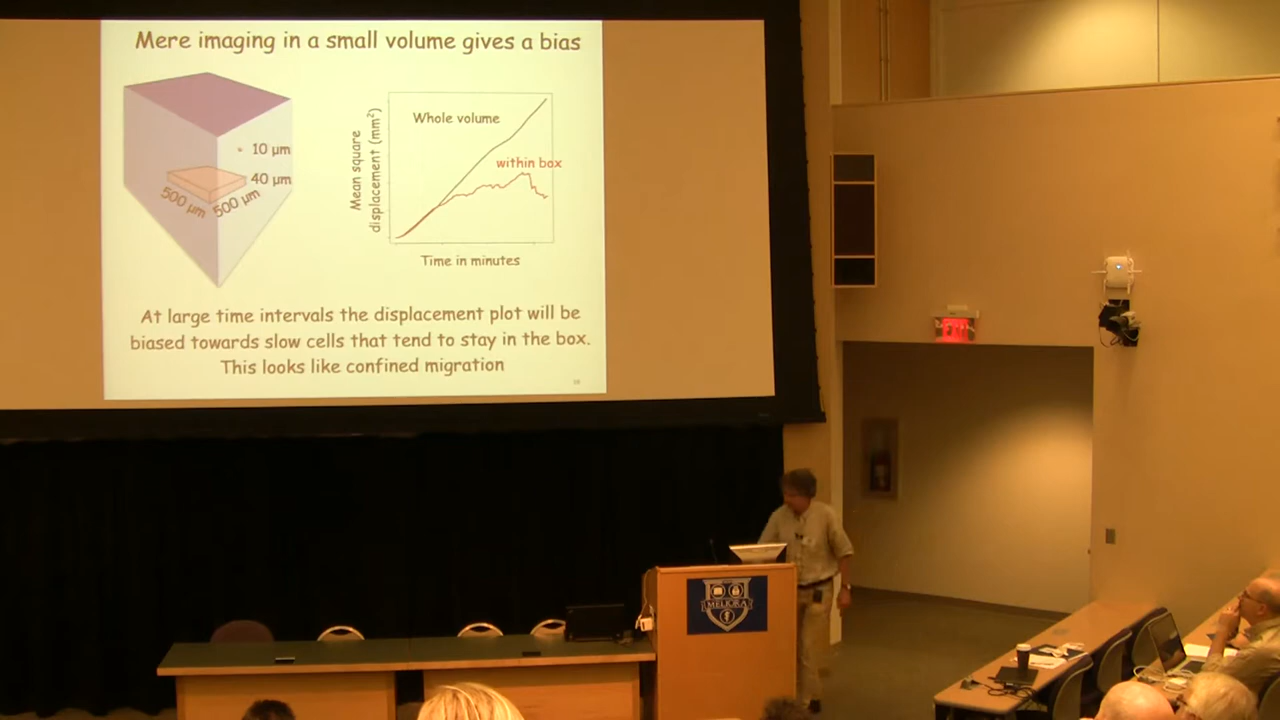 Mere imaging in a small volume gives a bias
10 µm
40 µm
500 µm
500 µm
Mean square
displacement (mm²)
Whole volume
within box
Time in minutes
At large time intervals the displacement plot will be
biased towards slow cells that tend to stay in the box.
This looks like confined migration
EXIT
MELIORA